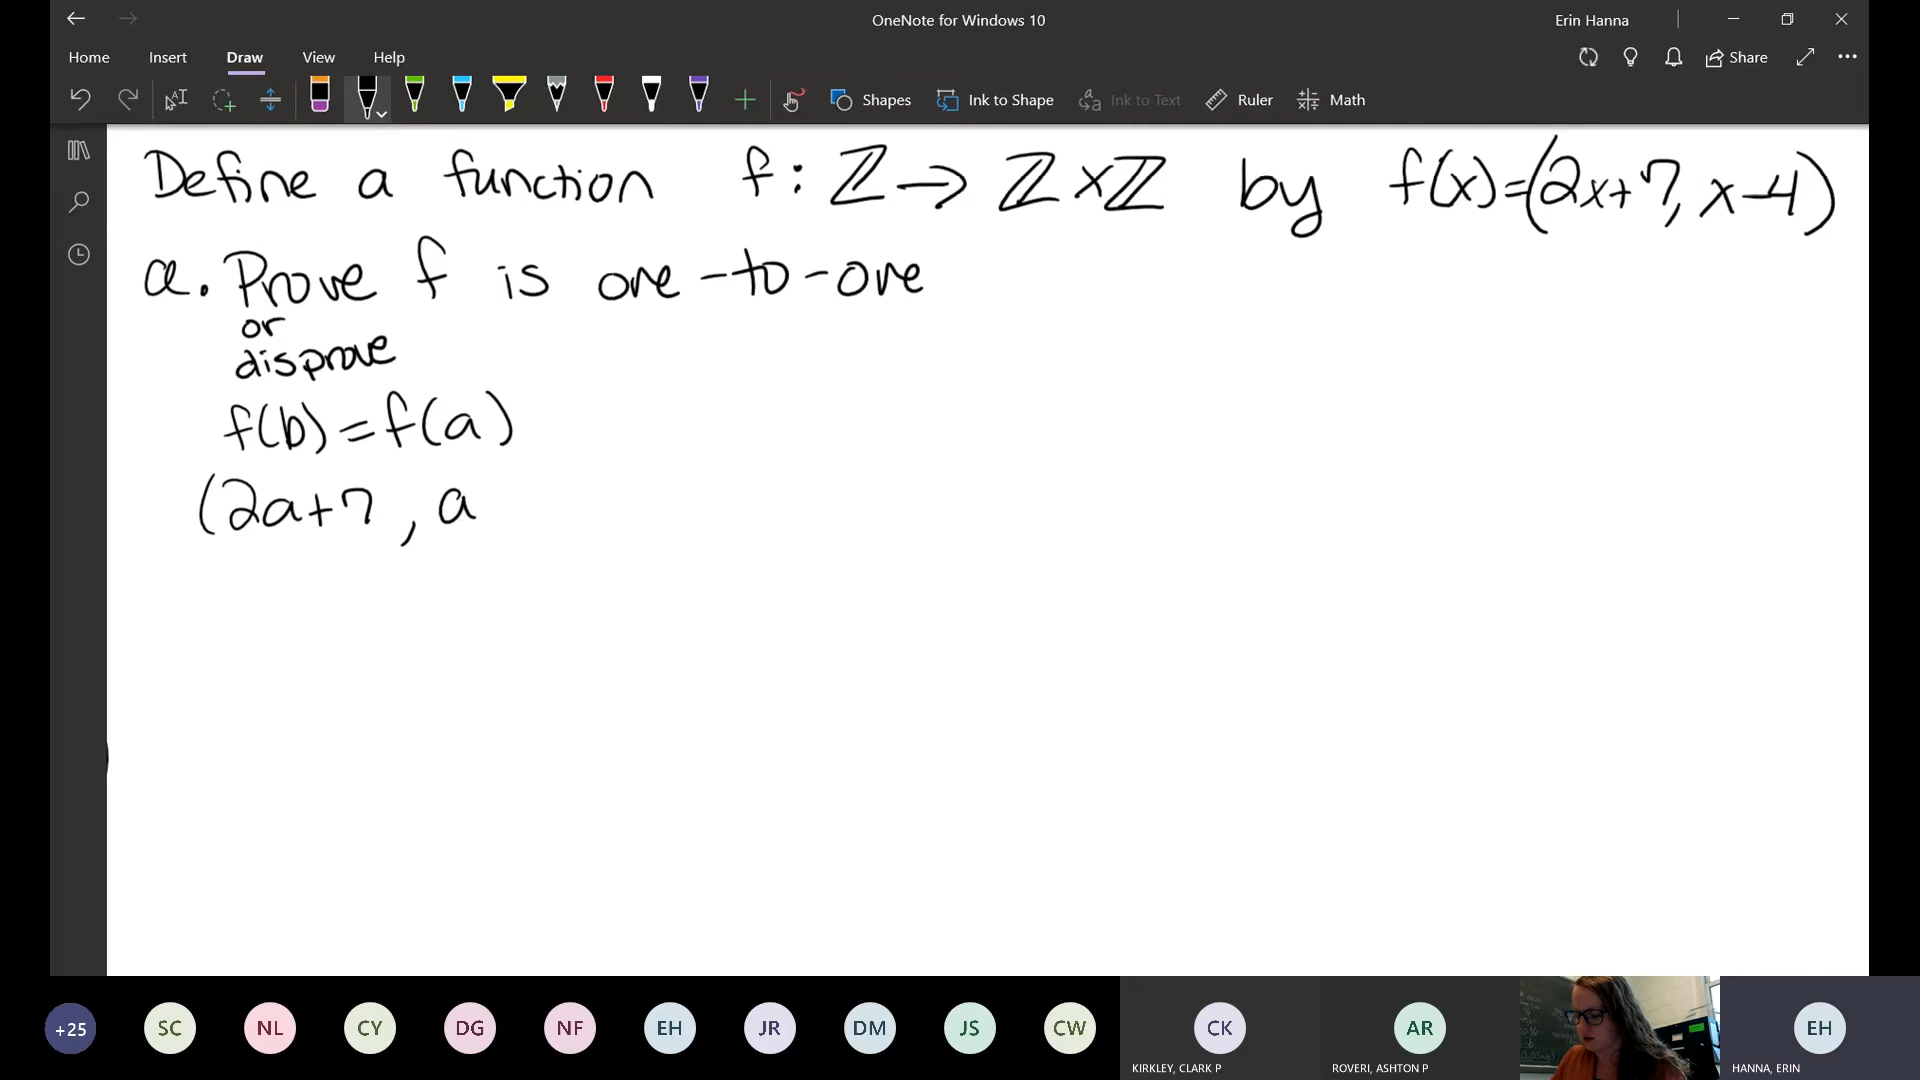 OneNote for Windows 10
Erin Hanna
Home Insert Draw View Help
Share
Shapes Ink to Shape Ink to Text Ruler Math
Define a function f: ℤ → ℤ×ℤ by f(x)=(2x+7, x-4)
a. Prove f is one-to-one
or
disprove
f(b)=f(a)
(2a+7, a
+25 SC NL CY DG NF EH JR DM JS CW CK AR EH
KIRKLEY, CLARK P ROVERI, ASHTON P HANNA, ERIN